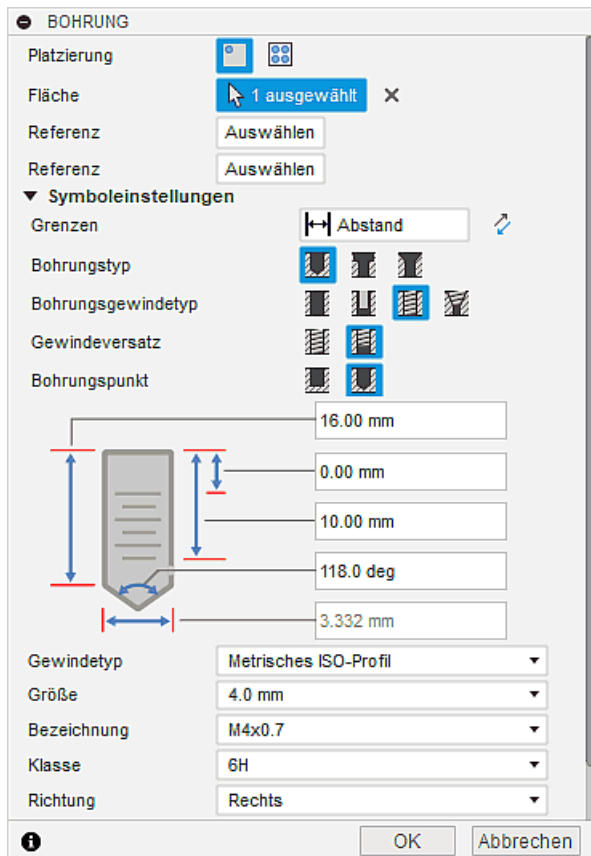 BOHRUNG
Platzierung
Fläche 1 ausgewählt
Referenz Auswählen
Referenz Auswählen
Symboleinstellungen
Grenzen Abstand
Bohrungstyp
Bohrungsgewindetyp
Gewindeversatz
Bohrungspunkt
16.00 mm
0.00 mm
10.00 mm
118.0 deg
3.332 mm
Gewindetyp Metrisches ISO-Profil
Größe 4.0 mm
Bezeichnung M4x0.7
Klasse 6H
Richtung Rechts
OK Abbrechen